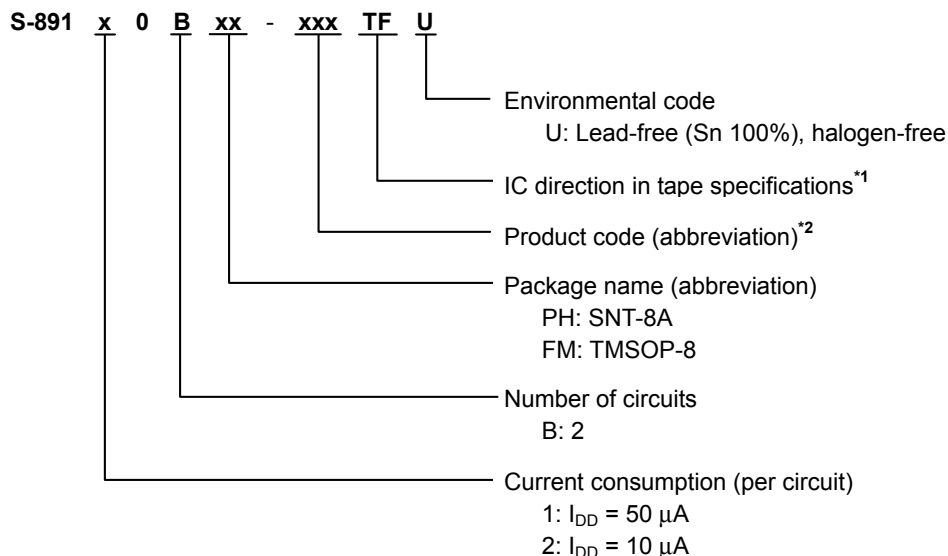 S-891 x 0 B xx - xxx TF U
Environmental code
U: Lead-free (Sn 100%), halogen-free
IC direction in tape specifications*1
Product code (abbreviation)*2
Package name (abbreviation)
PH: SNT-8A
FM: TMSOP-8
Number of circuits
B: 2
Current consumption (per circuit)
1: IDD = 50 μA
2: IDD = 10 μA